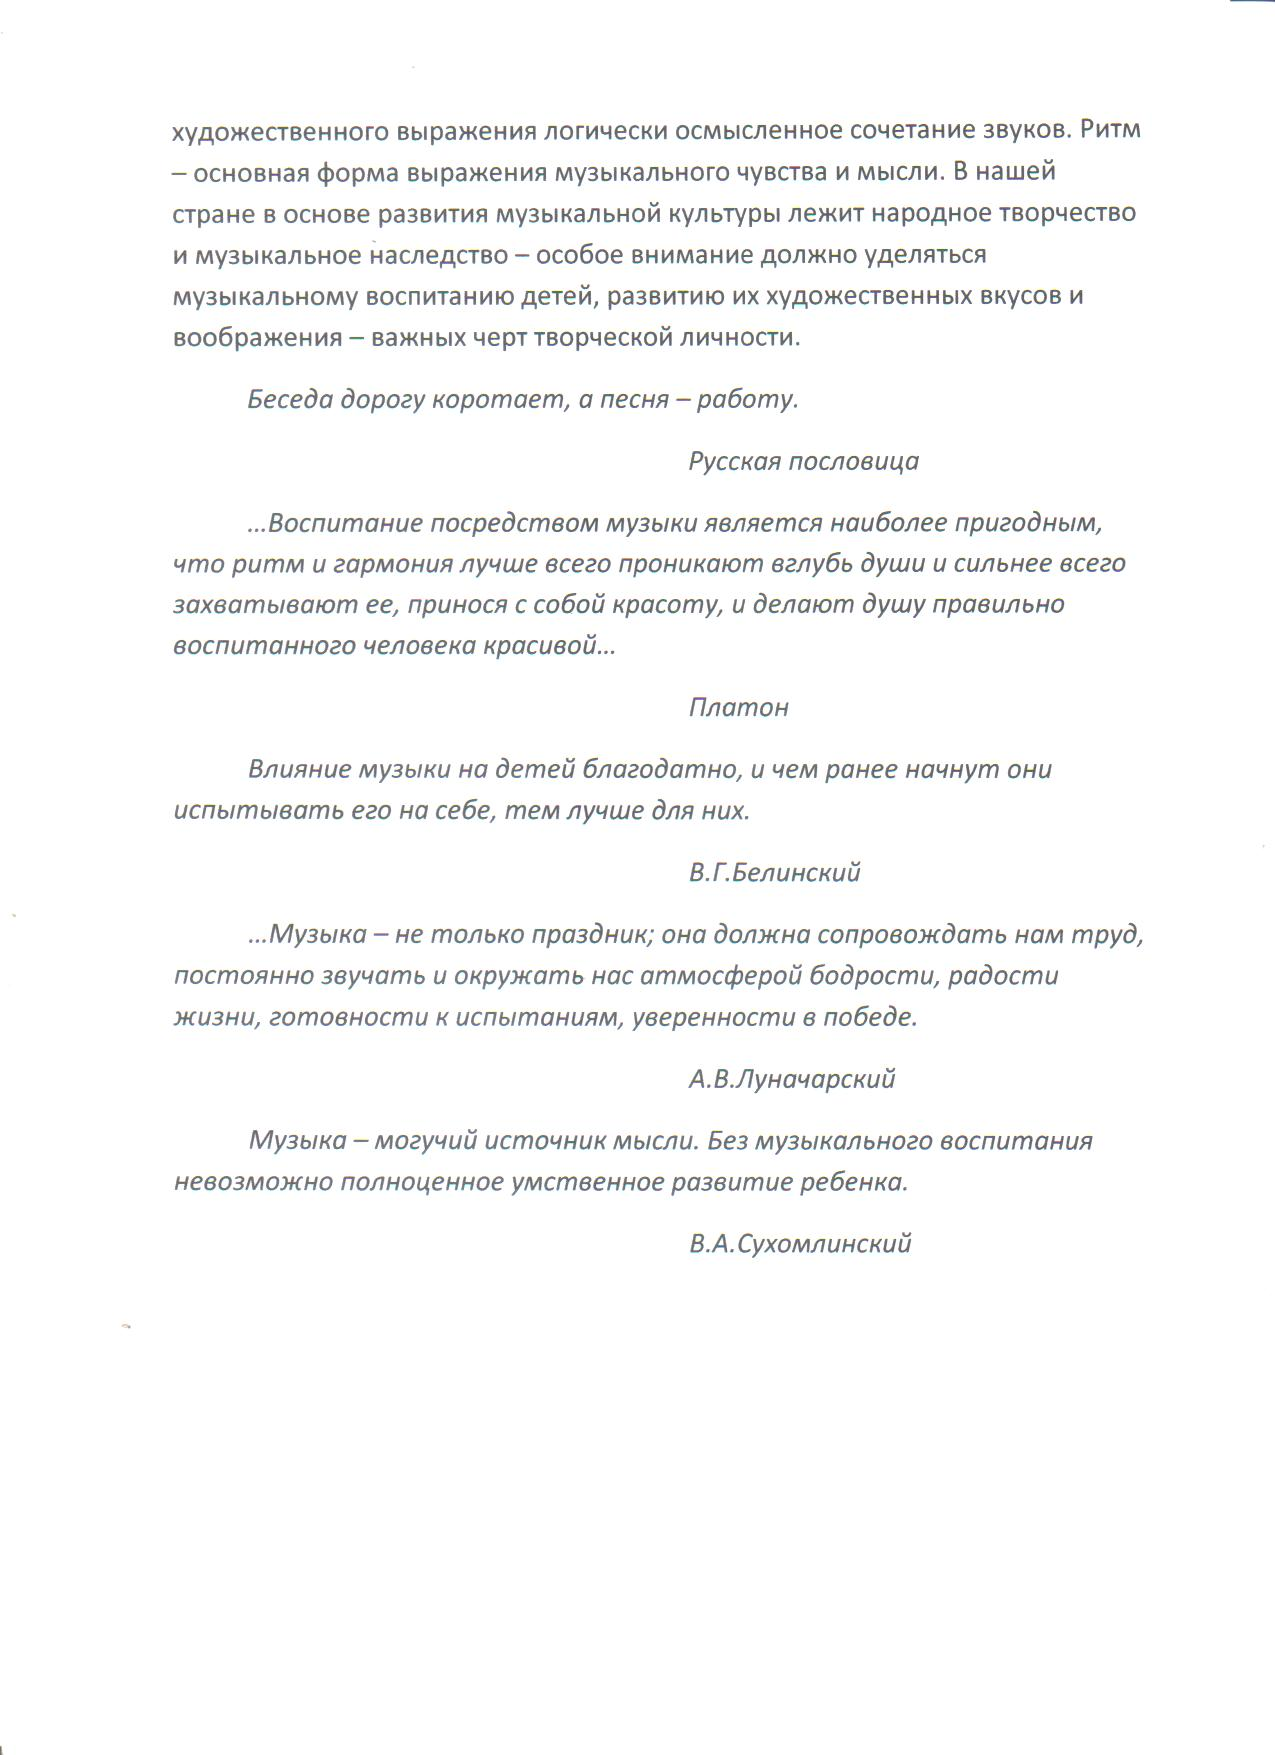 художественного выражения логически осмысленное сочетание звуков. Ритм
– основная форма выражения музыкального чувства и мысли. В нашей
стране в основе развития музыкальной культуры лежит народное творчество
и музыкальное наследство – особое внимание должно уделяться
музыкальному воспитанию детей, развитию их художественных вкусов и
воображения – важных черт творческой личности.
Беседа дорогу коротает, а песня – работу.
Русская пословица
...Воспитание посредством музыки является наиболее пригодным,
что ритм и гармония лучше всего проникают вглубь души и сильнее всего
захватывают ее, принося с собой красоту, и делают душу правильно
воспитанного человека красивой...
Платон
Влияние музыки на детей благодатно, и чем ранее начнут они
испытывать его на себе, тем лучше для них.
В.Г.Белинский
...Музыка – не только праздник; она должна сопровождать нам труд,
постоянно звучать и окружать нас атмосферой бодрости, радости
жизни, готовности к испытаниям, уверенности в победе.
А.В.Луначарский
Музыка – могучий источник мысли. Без музыкального воспитания
невозможно полноценное умственное развитие ребенка.
В.А.Сухомлинский